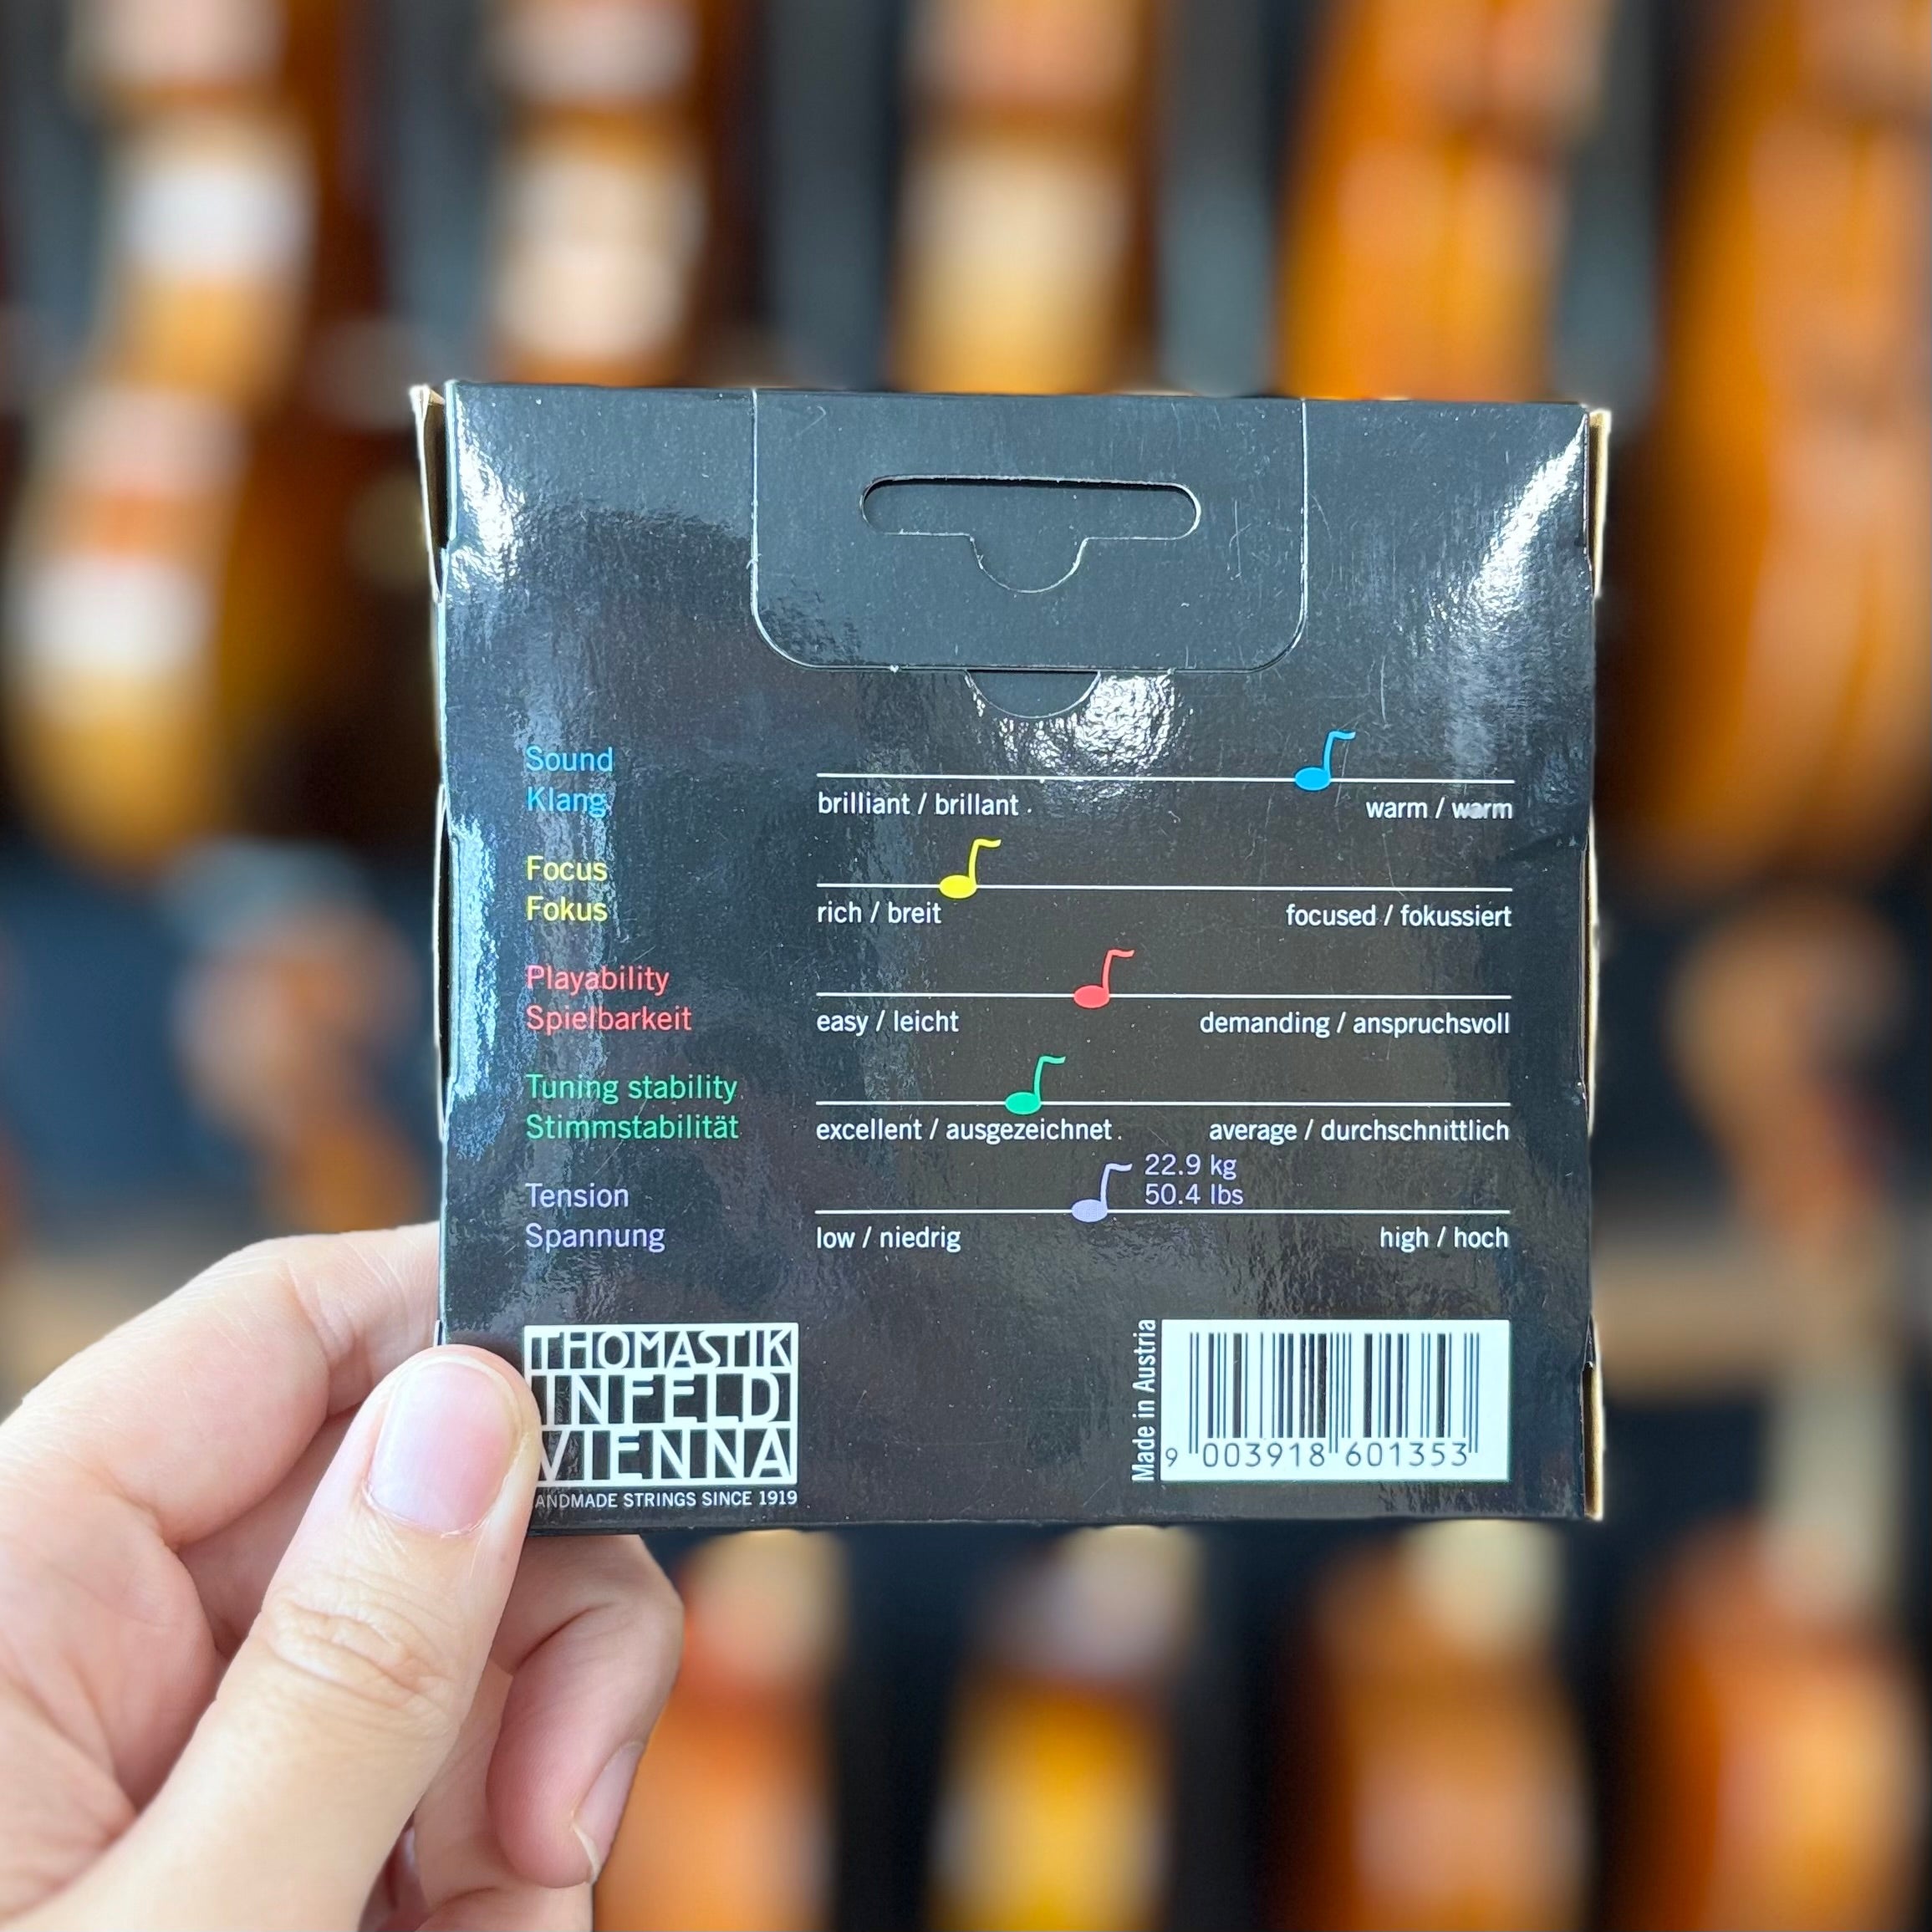 Sound
Klang
brilliant / brillant
warm / warm
Focus
Fokus
rich / breit
focused / fokussiert
Playability
Spielbarkeit
easy / leicht
demanding / anspruchsvoll
Tuning stability
Stimmstabilität
excellent / ausgezeichnet
average / durchschnittlich
Tension
Spannung
22.9 kg
50.4 lbs
low / niedrig
high / hoch
THOMASTIK
INFELD
VIENNA
ANDMADE STRINGS SINCE 1919
Made in Austria
9 003918 601353